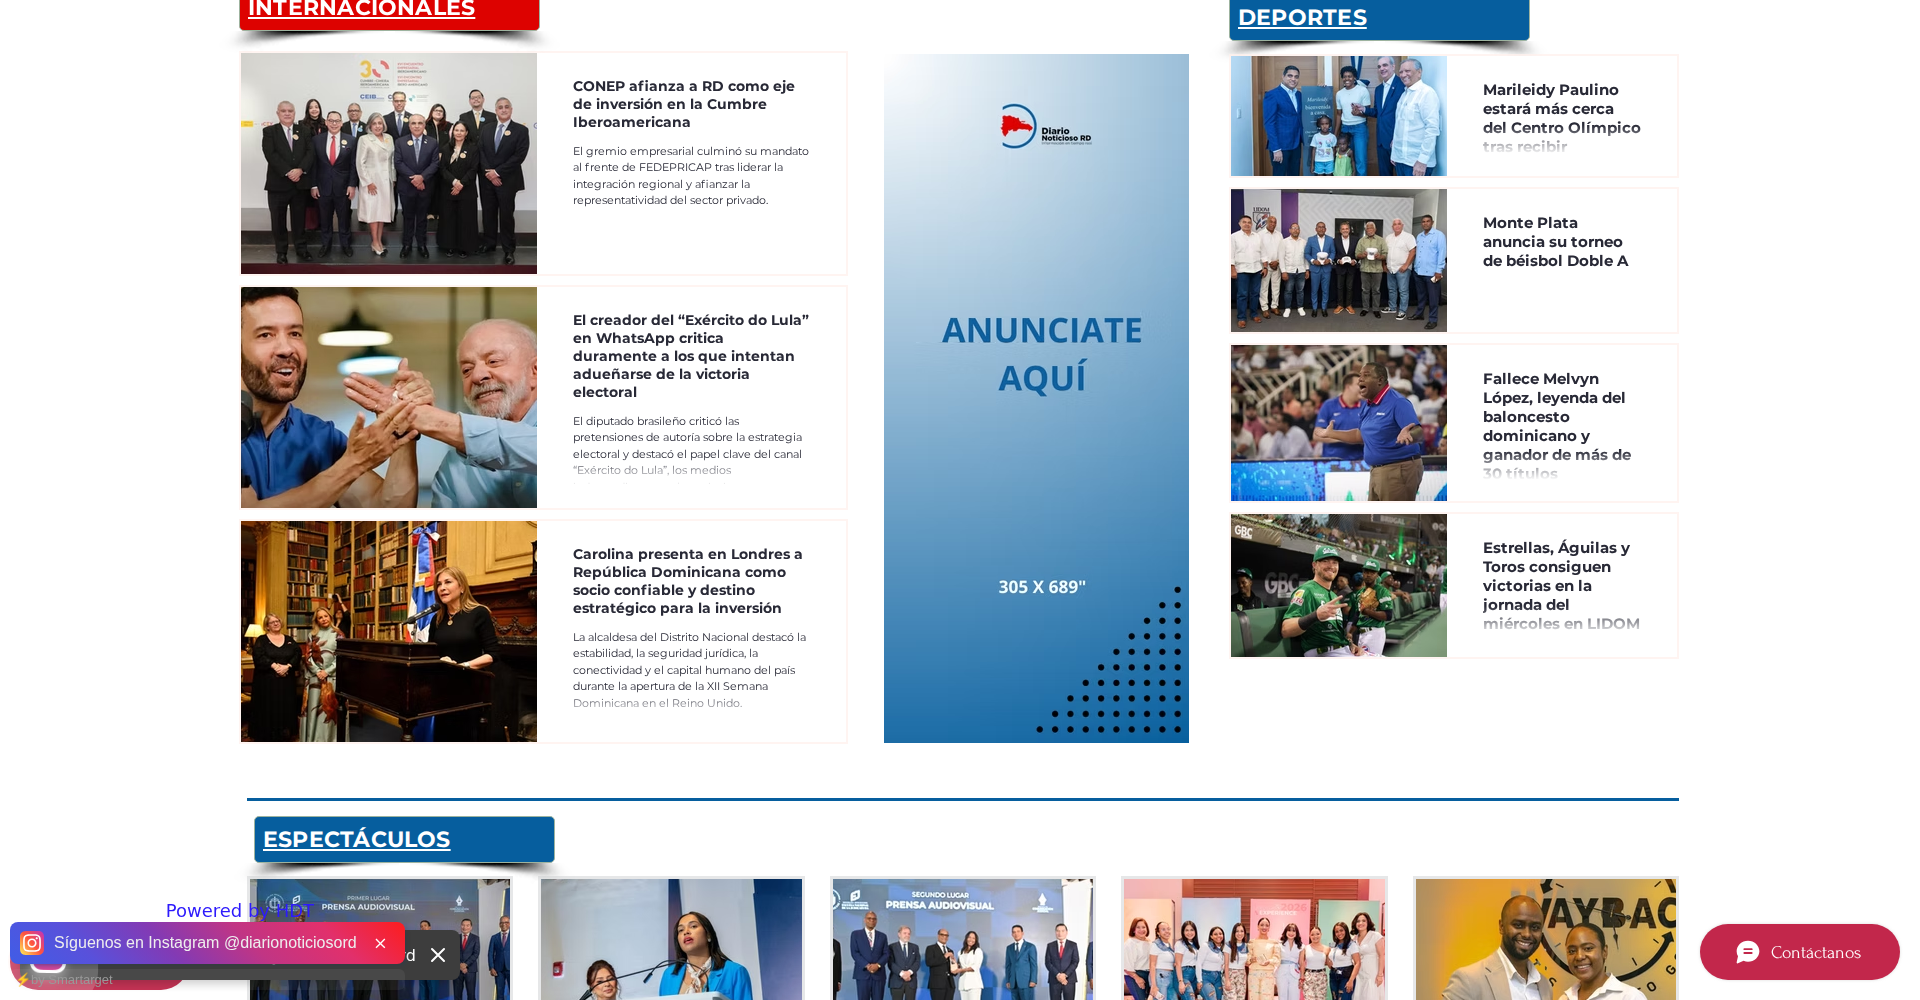 INTERNACIONALES
CONEP afianza a RD como eje
de inversión en la Cumbre
Iberoamericana
El gremio empresarial culminó su mandato
al frente de FEDEPRICAP tras liderar la
integración regional y afianzar la
representatividad del sector privado.
El creador del “Exército do Lula”
en WhatsApp critica
duramente a los que intentan
adueñarse de la victoria
electoral
El diputado brasileño criticó las
pretensiones de autoría sobre la estrategia
electoral y destacó el papel clave del canal
“Exército do Lula”, los medios
Carolina presenta en Londres a
República Dominicana como
socio confiable y destino
estratégico para la inversión
La alcaldesa del Distrito Nacional destacó la
estabilidad, la seguridad jurídica, la
conectividad y el capital humano del país
durante la apertura de la XII Semana
Dominicana en el Reino Unido.
Diario
Noticioso RD
ANUNCIATE
AQUÍ
305 X 689"
DEPORTES
Marileidy Paulino
estará más cerca
del Centro Olímpico
tras recibir
Monte Plata
anuncia su torneo
de béisbol Doble A
LIDOM
Fallece Melvyn
López, leyenda del
baloncesto
dominicano y
ganador de más de
30 títulos
GBC
GBC
Estrellas, Águilas y
Toros consiguen
victorias en la
jornada del
miércoles en LIDOM
ESPECTÁCULOS
PRIMER LUGAR
PRENSA AUDIOVISUAL
SEGUNDO LUGAR
PRENSA AUDIOVISUAL
2026
EXPERIENCE
WAYBAC
Powered by HDT
Síguenos en Instagram @diarionoticiosord
rd
⚡by Smartarget
Contáctanos